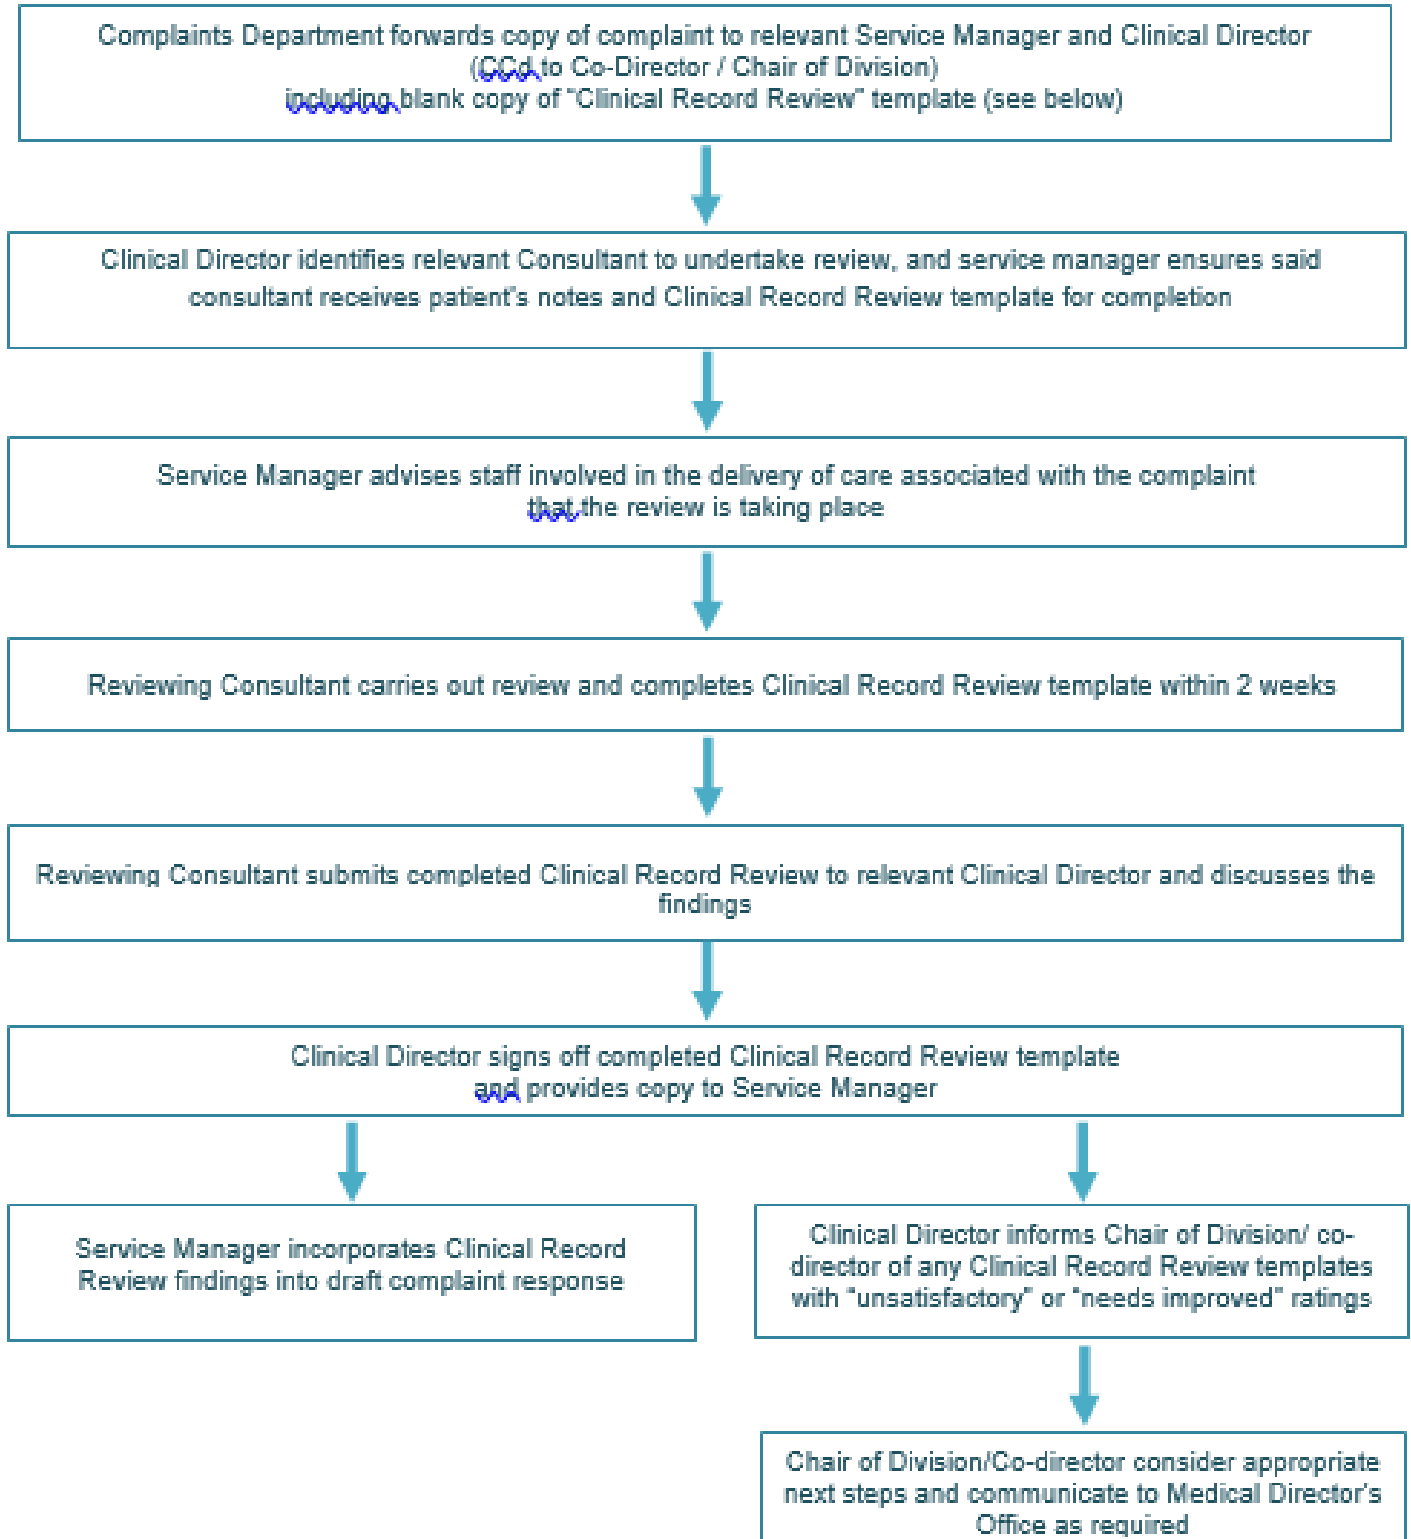 Complaints Department forwards copy of complaint to relevant Service Manager and Clinical Director
(CCd to Co-Director / Chair of Division)
including blank copy of "Clinical Record Review" template (see below)
Clinical Director identifies relevant Consultant to undertake review, and service manager ensures said
consultant receives patient's notes and Clinical Record Review template for completion
Service Manager advises staff involved in the delivery of care associated with the complaint
that the review is taking place
Reviewing Consultant carries out review and completes Clinical Record Review template within 2 weeks
Reviewing Consultant submits completed Clinical Record Review to relevant Clinical Director and discusses the
findings
Clinical Director signs off completed Clinical Record Review template
and provides copy to Service Manager
Service Manager incorporates Clinical Record
Review findings into draft complaint response
Clinical Director informs Chair of Division/ co-
director of any Clinical Record Review templates
with "unsatisfactory" or "needs improved" ratings
Chair of Division/Co-director consider appropriate
next steps and communicate to Medical Director's
Office as required